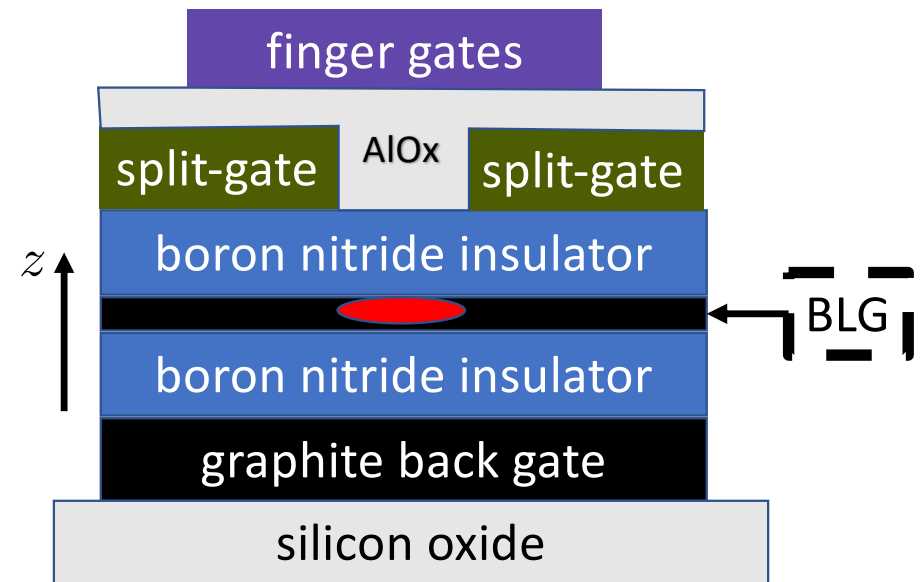 finger gates
AlOx
split-gate
split-gate
boron nitride insulator
z
BLG
boron nitride insulator
graphite back gate
silicon oxide